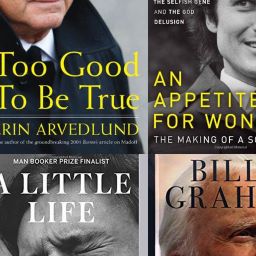 Too Good
To Be True
RIN ARVEDLUND
he author of the groundbreaking 2001 Barron's article on Madoff
THE SELFISH GENE
AND THE GOD
DELUSION
AN
APPETITE
FOR WON
THE MAKING OF A SC
MAN BOOKER PRIZE FINALIST
A LITTLE
LIFE
BILL
GRAH